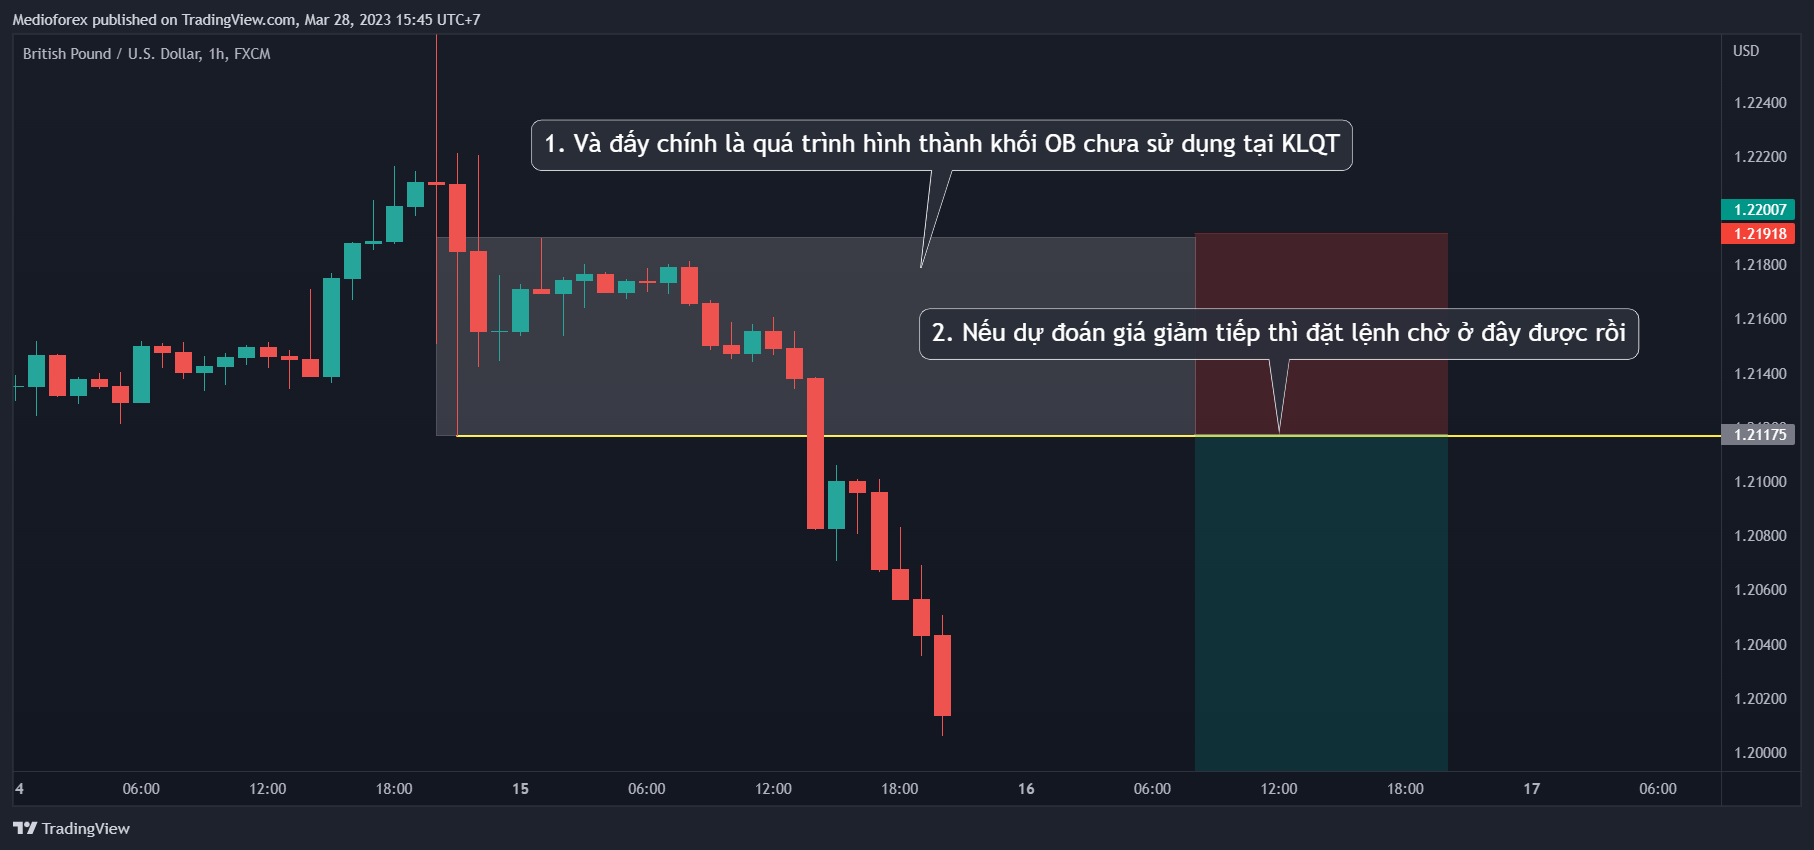 Medioforex published on TradingView.com, Mar 28, 2023 15:45 UTC+7
British Pound / U.S. Dollar, 1h, FXCM
USD
1. Và đấy chính là quá trình hình thành khối OB chưa sử dụng tại KLQT
2. Nếu dự đoán giá giảm tiếp thì đặt lệnh chờ ở đây được rồi
1.22400
1.22200
1.22007
1.21918
1.21800
1.21600
1.21400
1.21175
1.21000
1.20800
1.20600
1.20400
1.20200
1.20000
4 06:00 12:00 18:00 15 06:00 12:00 18:00 16 06:00 12:00 18:00 17 06:00
TradingView